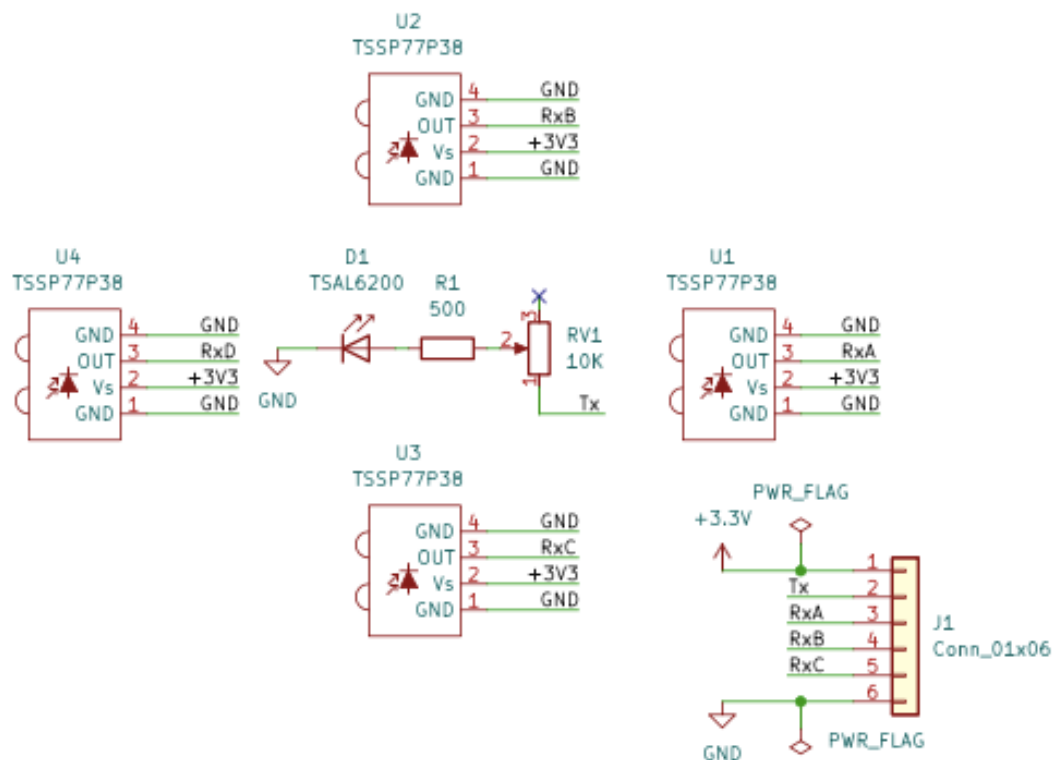 U2
TSSP77P38
GND 4 GND
OUT 3 RxB
Vs 2 +3V3
GND 1 GND
U4
TSSP77P38
GND 4 GND
OUT 3 RxD
Vs 2 +3V3
GND 1 GND
D1
TSAL6200
GND
R1
500
3
2
1
RV1
10K
Tx
U1
TSSP77P38
GND 4 GND
OUT 3 RxA
Vs 2 +3V3
GND 1 GND
U3
TSSP77P38
GND 4 GND
OUT 3 RxC
Vs 2 +3V3
GND 1 GND
PWR_FLAG
+3.3V
1
Tx 2
RxA 3
RxB 4
RxC 5
6
J1
Conn_01x06
GND
PWR_FLAG